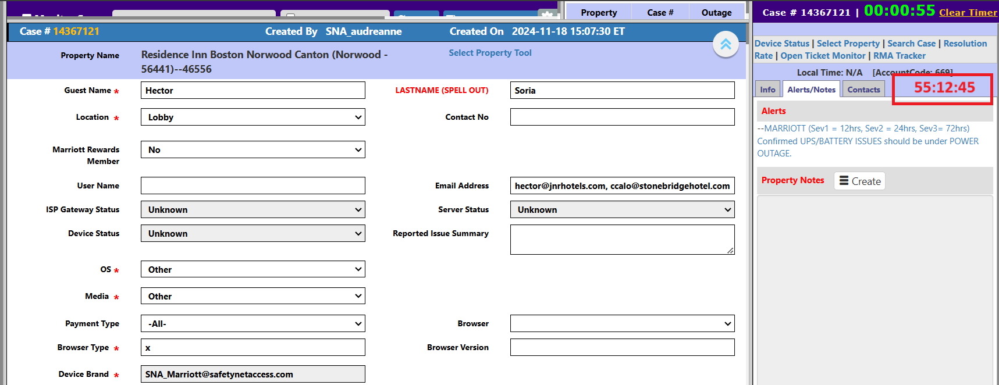 Property Case # Outage
Case # 14367121 | 00:00:55 Clear Timer
Case # 14367121 Created By SNA_audreanne Created On 2024-11-18 15:07:30 ET
Property Name Residence Inn Boston Norwood Canton (Norwood -
56441)--46556
Select Property Tool
Guest Name * Hector LASTNAME (SPELL OUT) Soria
Location * Lobby Contact No
Marriott Rewards
Member
No
User Name Email Address hector@jnrhotels.com, ccalo@stonebridgehotel.com
ISP Gateway Status Unknown Server Status Unknown
Device Status Unknown Reported Issue Summary
OS * Other
Media * Other
Payment Type -All- Browser
Browser Type * x Browser Version
Device Brand * SNA_Marriott@safetynetaccess.com
Device Status | Select Property | Search Case | Resolution
Rate | Open Ticket Monitor | RMA Tracker
Local Time: N/A [AccountCode: 669]
Info Alerts/Notes Contacts 55:12:45
Alerts
--MARRIOTT (Sev1 = 12hrs, Sev2 = 24hrs, Sev3= 72hrs)
Confirmed UPS/BATTERY ISSUES should be under POWER
OUTAGE.
Property Notes Create